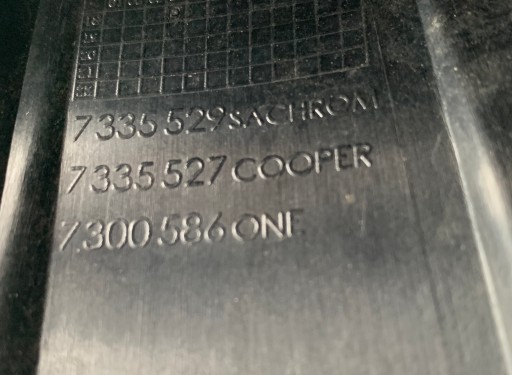 7 335 529 SACHROM
7 335 527 COOPER
7 300 586 ONE